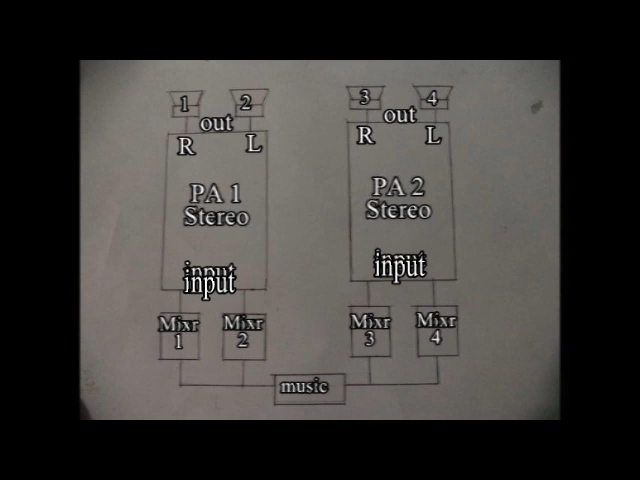 1 2 3 4
out out
R L R L
PA 1
Stereo
PA 2
Stereo
input input
Mixr
1
Mixr
2
Mixr
3
Mixr
4
music